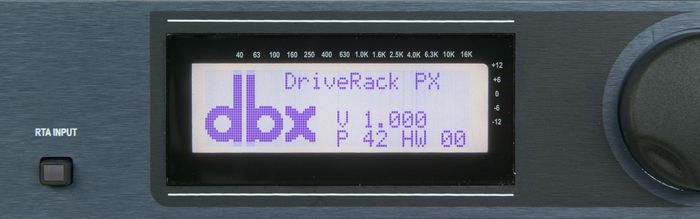 40 63 100 160 250 400 630 1.0K 1.6K 2.5K 4.0K 6.3K 10K 16K
+12
+6
0
-6
-12
DriveRack PX
dbx
V 1.000
P 42 HW 00
RTA INPUT